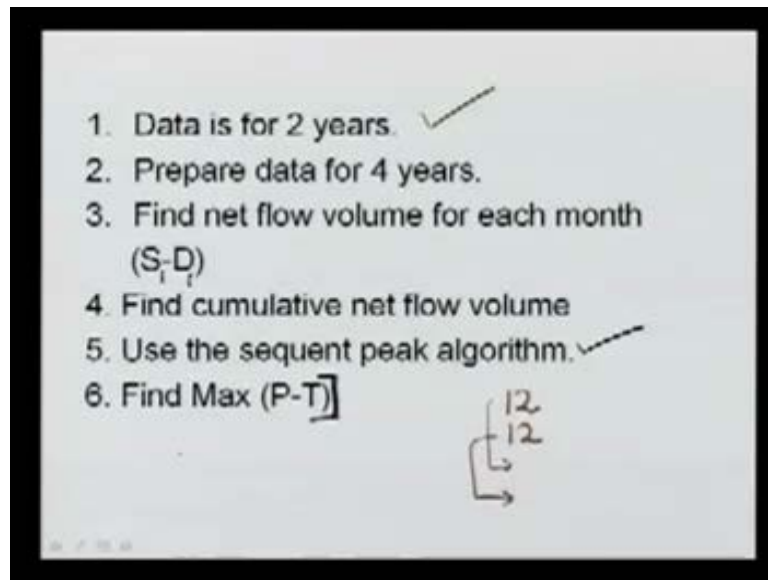 1. Data is for 2 years.
2. Prepare data for 4 years.
3. Find net flow volume for each month
(Si-Di)
4. Find cumulative net flow volume
5. Use the sequent peak algorithm.
6. Find Max (P-T)]
12
12